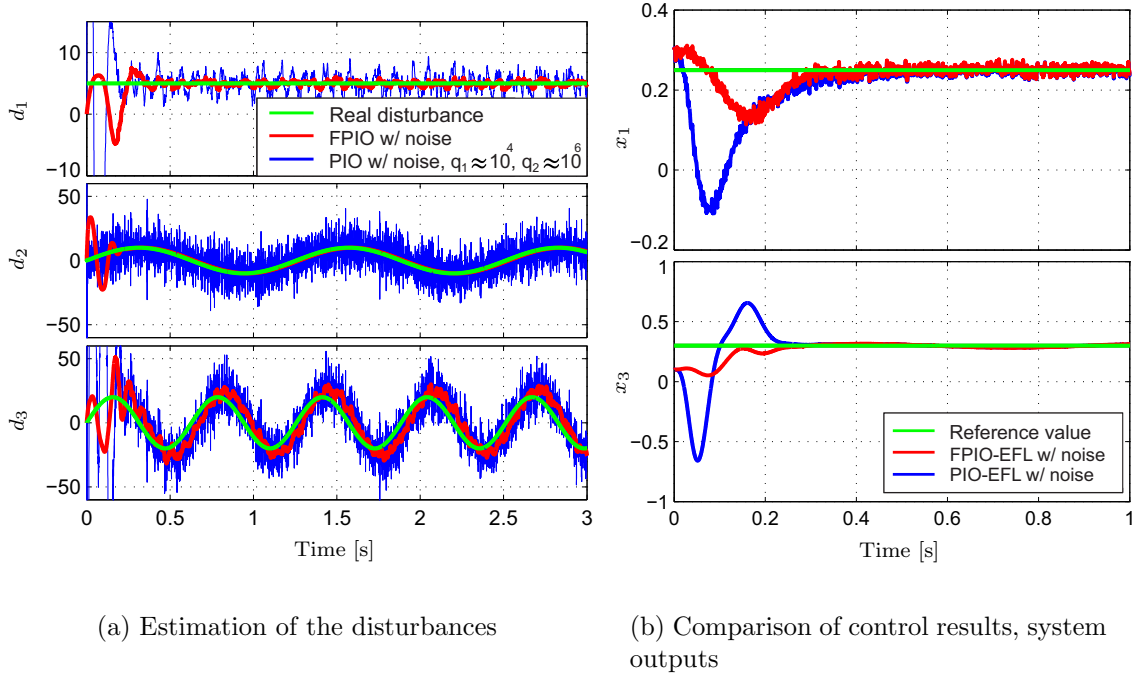 10
0
−10
d1
Real disturbance
FPIO w/ noise
PIO w/ noise, q1≈10^4, q2≈10^6
50
0
−50
d2
50
0
−50
d3
0 0.5 1 1.5 2 2.5 3
Time [s]
(a) Estimation of the disturbances
0.4
0.2
0
−0.2
x1
1
0.5
0
−0.5
−1
x3
Reference value
FPIO-EFL w/ noise
PIO-EFL w/ noise
0 0.2 0.4 0.6 0.8 1
Time [s]
(b) Comparison of control results, system
outputs